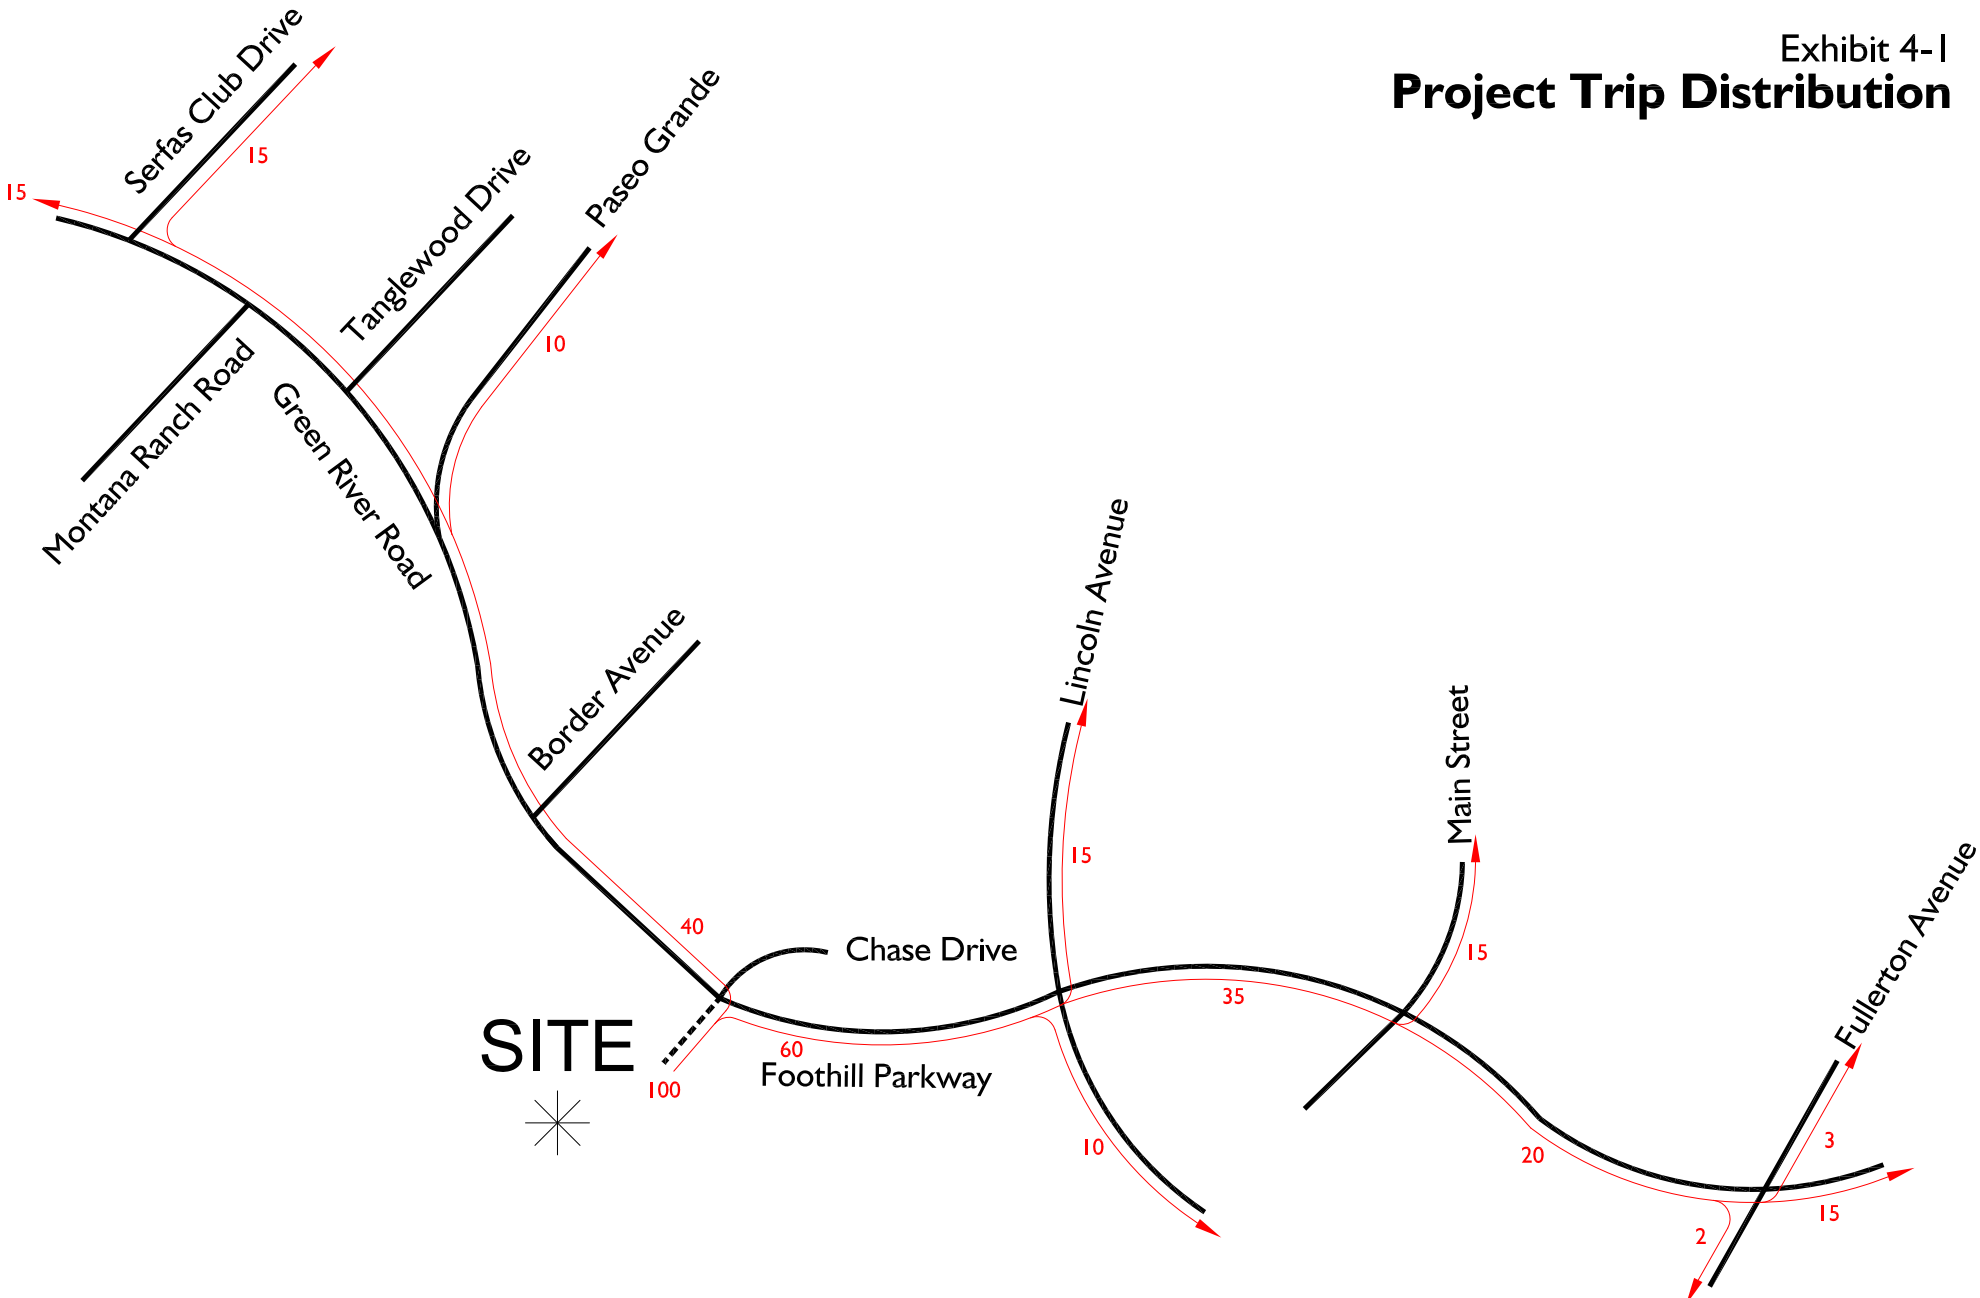 Exhibit 4-1
Project Trip Distribution
Serfas Club Drive
15
15
Tanglewood Drive
Paseo Grande
10
Montana Ranch Road
Green River Road
Border Avenue
Lincoln Avenue
Main Street
Fullerton Avenue
15
40
Chase Drive
15
35
SITE
60
Foothill Parkway
100
10
20
3
15
2